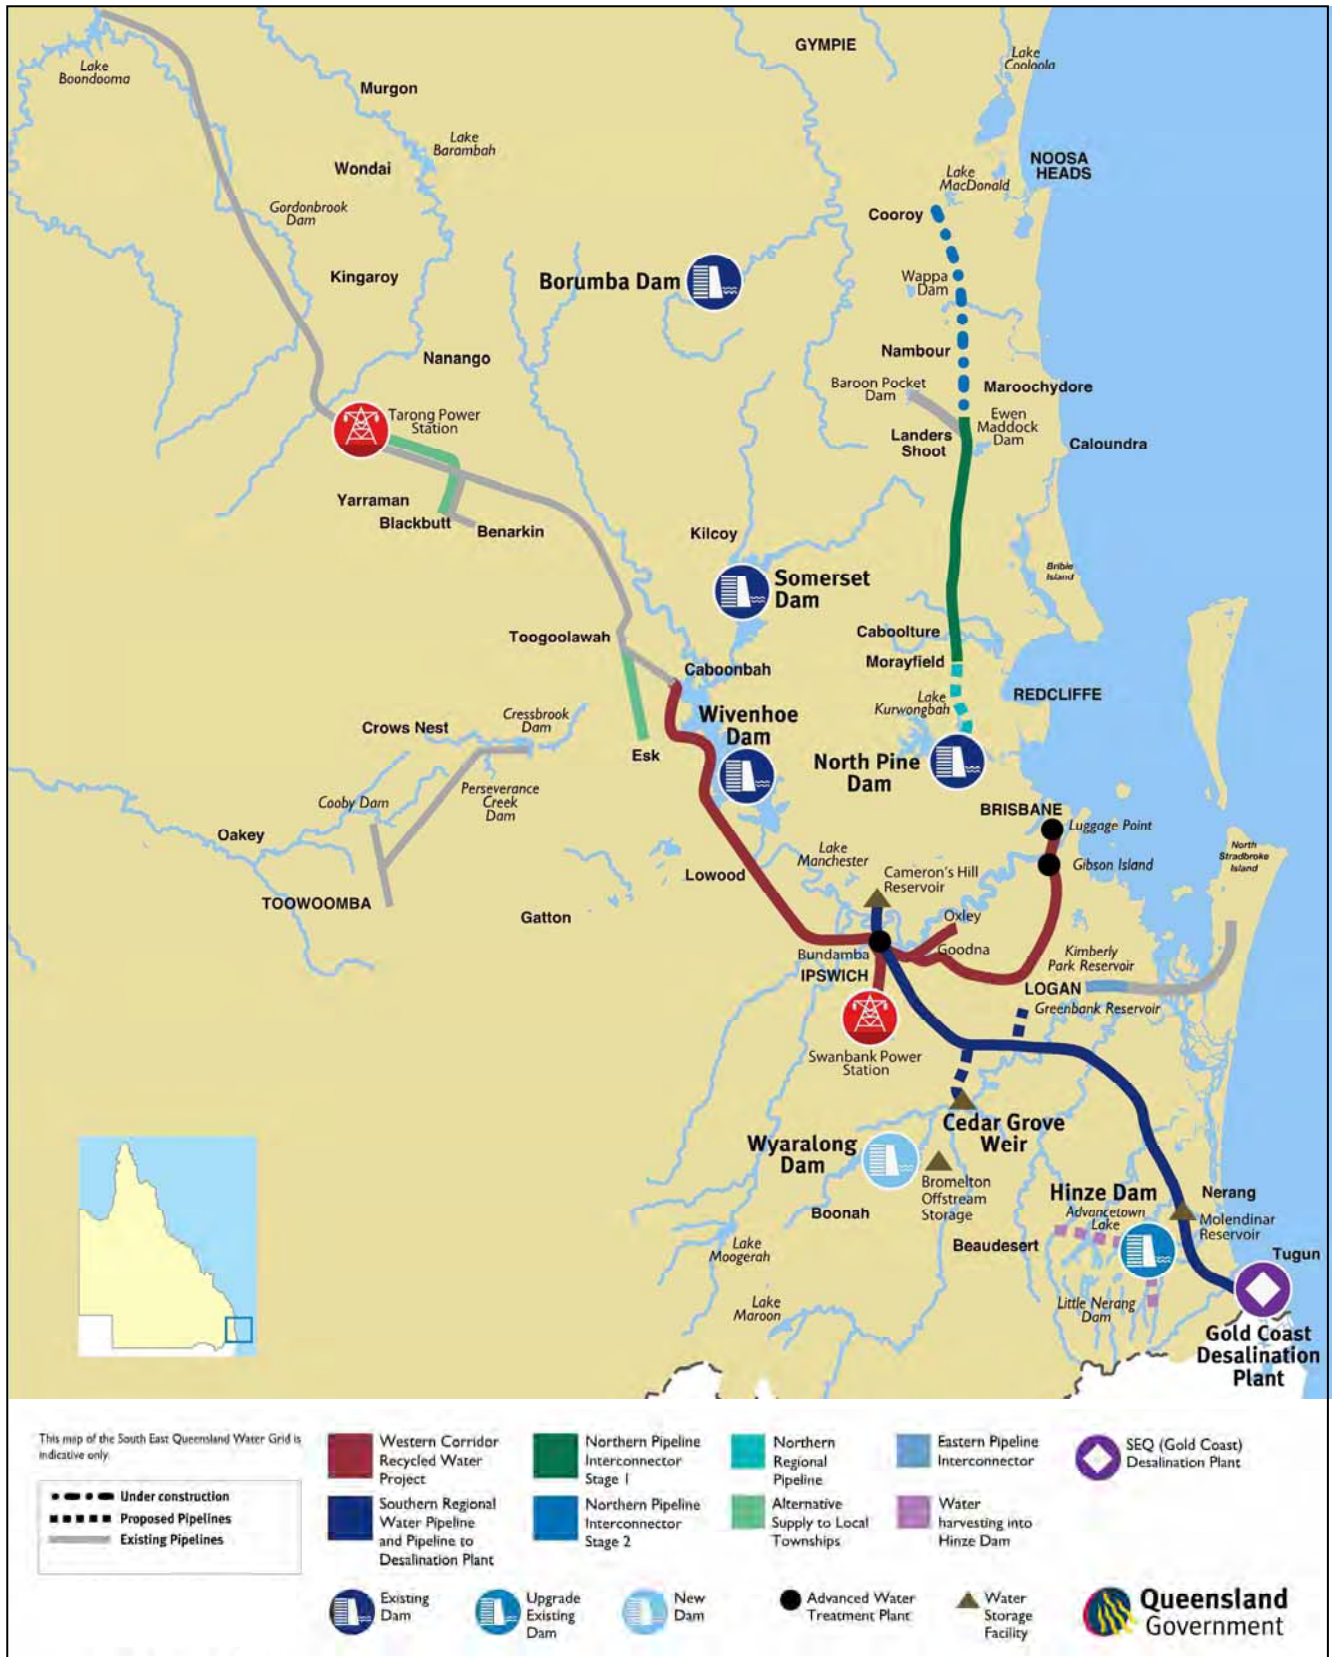 GYMPIE
Lake
Cooloola
Lake
Boondooma
Murgon
Lake
Barambah
NOOSA
HEADS
Wondai
Lake
MacDonald
Gordonbrook
Dam
Cooroy
Kingaroy
Borumba Dam
Wappa
Dam
Nanango
Nambour
Baroon Pocket
Dam
Maroochydore
Tarong Power
Station
Ewen
Maddock
Dam
Landers
Shoot
Caloundra
Yarraman
Blackbutt
Benarkin
Kilcoy
Somerset
Dam
Bribie
Island
Toogoolawah
Caboolture
Caboonbah
Morayfield
Lake
Kurwongbah
REDCLIFFE
Cressbrook
Dam
Crows Nest
Wivenhoe
Dam
Esk
North Pine
Dam
Perseverance
Creek
Dam
Cooby Dam
BRISBANE
Luggage Point
Oakey
Lake
Manchester
North
Stradbroke
Island
Gibson Island
Lowood
Cameron's Hill
Reservoir
TOOWOOMBA
Gatton
Oxley
Bundamba
Goodna
Kimberly
Park Reservoir
IPSWICH
LOGAN
Greenbank Reservoir
Swanbank Power
Station
Cedar Grove
Weir
Wyaralong
Dam
Bromelton
Offstream
Storage
Hinze Dam
Advancetown
Lake
Nerang
Boonah
Molendinar
Reservoir
Beaudesert
Lake
Moogerah
Tugun
Lake
Maroon
Little Nerang
Dam
Gold Coast
Desalination
Plant
This map of the South East Queensland Water Grid is
indicative only.
Under construction
Proposed Pipelines
Existing Pipelines
Western Corridor
Recycled Water
Project
Northern Pipeline
Interconnector
Stage 1
Northern
Regional
Pipeline
Eastern Pipeline
Interconnector
SEQ (Gold Coast)
Desalination Plant
Southern Regional
Water Pipeline
and Pipeline to
Desalination Plant
Northern Pipeline
Interconnector
Stage 2
Alternative
Supply to Local
Townships
Water
harvesting into
Hinze Dam
Existing
Dam
Upgrade
Existing
Dam
New
Dam
Advanced Water
Treatment Plant
Water
Storage
Facility
Queensland
Government